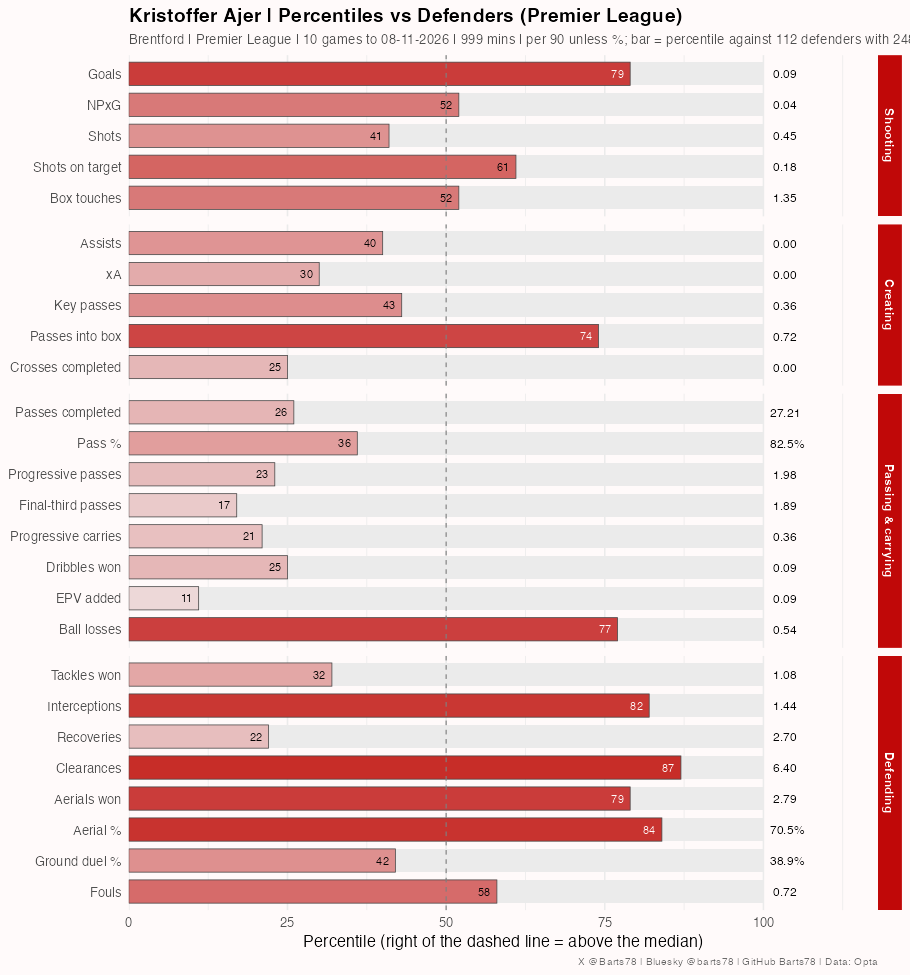 Kristoffer Ajer | Percentiles vs Defenders (Premier League)
Brentford | Premier League | 10 games to 08-11-2026 | 999 mins | per 90 unless %; bar = percentile against 112 defenders with 248
Goals 79 0.09
NPxG 52 0.04
Shots 41 0.45
Shots on target 61 0.18
Box touches 52 1.35
Shooting
Assists 40 0.00
xA 30 0.00
Key passes 43 0.36
Passes into box 74 0.72
Crosses completed 25 0.00
Creating
Passes completed 26 27.21
Pass % 36 82.5%
Progressive passes 23 1.98
Final-third passes 17 1.89
Progressive carries 21 0.36
Dribbles won 25 0.09
EPV added 11 0.09
Ball losses 77 0.54
Passing & carrying
Tackles won 32 1.08
Interceptions 82 1.44
Recoveries 22 2.70
Clearances 87 6.40
Aerials won 79 2.79
Aerial % 84 70.5%
Ground duel % 42 38.9%
Fouls 58 0.72
Defending
0 25 50 75 100
Percentile (right of the dashed line = above the median)
X @Barts78 | Bluesky @barts78 | GitHub Barts78 | Data: Opta